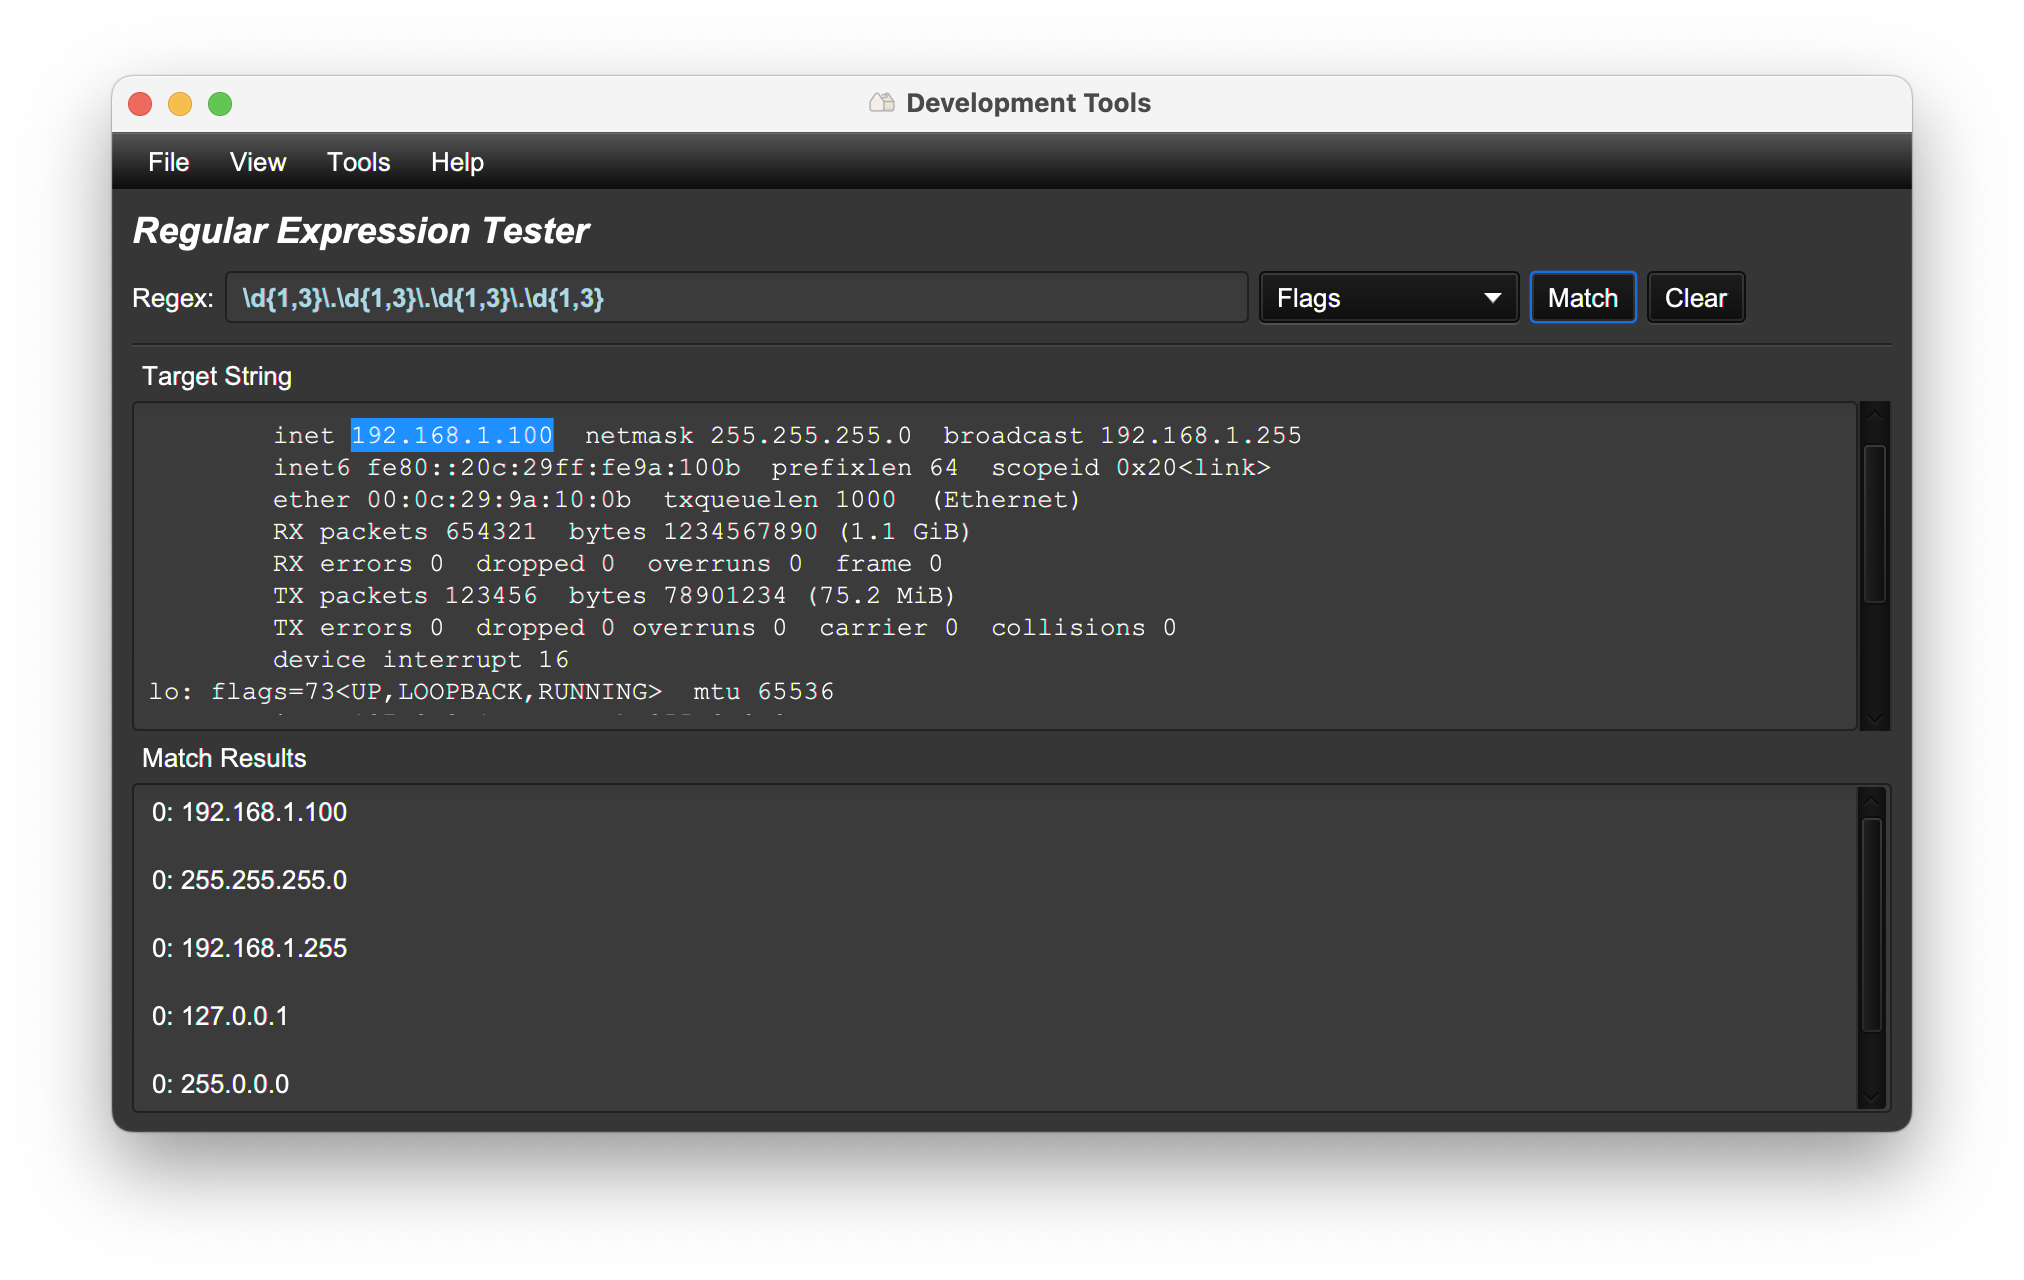 Development Tools
File View Tools Help
Regular Expression Tester
Regex: \d{1,3}\.\d{1,3}\.\d{1,3}\.\d{1,3} Flags Match Clear
Target String
inet 192.168.1.100  netmask 255.255.255.0  broadcast 192.168.1.255
inet6 fe80::20c:29ff:fe9a:100b  prefixlen 64  scopeid 0x20<link>
ether 00:0c:29:9a:10:0b  txqueuelen 1000  (Ethernet)
RX packets 654321  bytes 1234567890 (1.1 GiB)
RX errors 0  dropped 0  overruns 0  frame 0
TX packets 123456  bytes 78901234 (75.2 MiB)
TX errors 0  dropped 0 overruns 0  carrier 0  collisions 0
device interrupt 16
lo: flags=73<UP,LOOPBACK,RUNNING>  mtu 65536
Match Results
0: 192.168.1.100
0: 255.255.255.0
0: 192.168.1.255
0: 127.0.0.1
0: 255.0.0.0